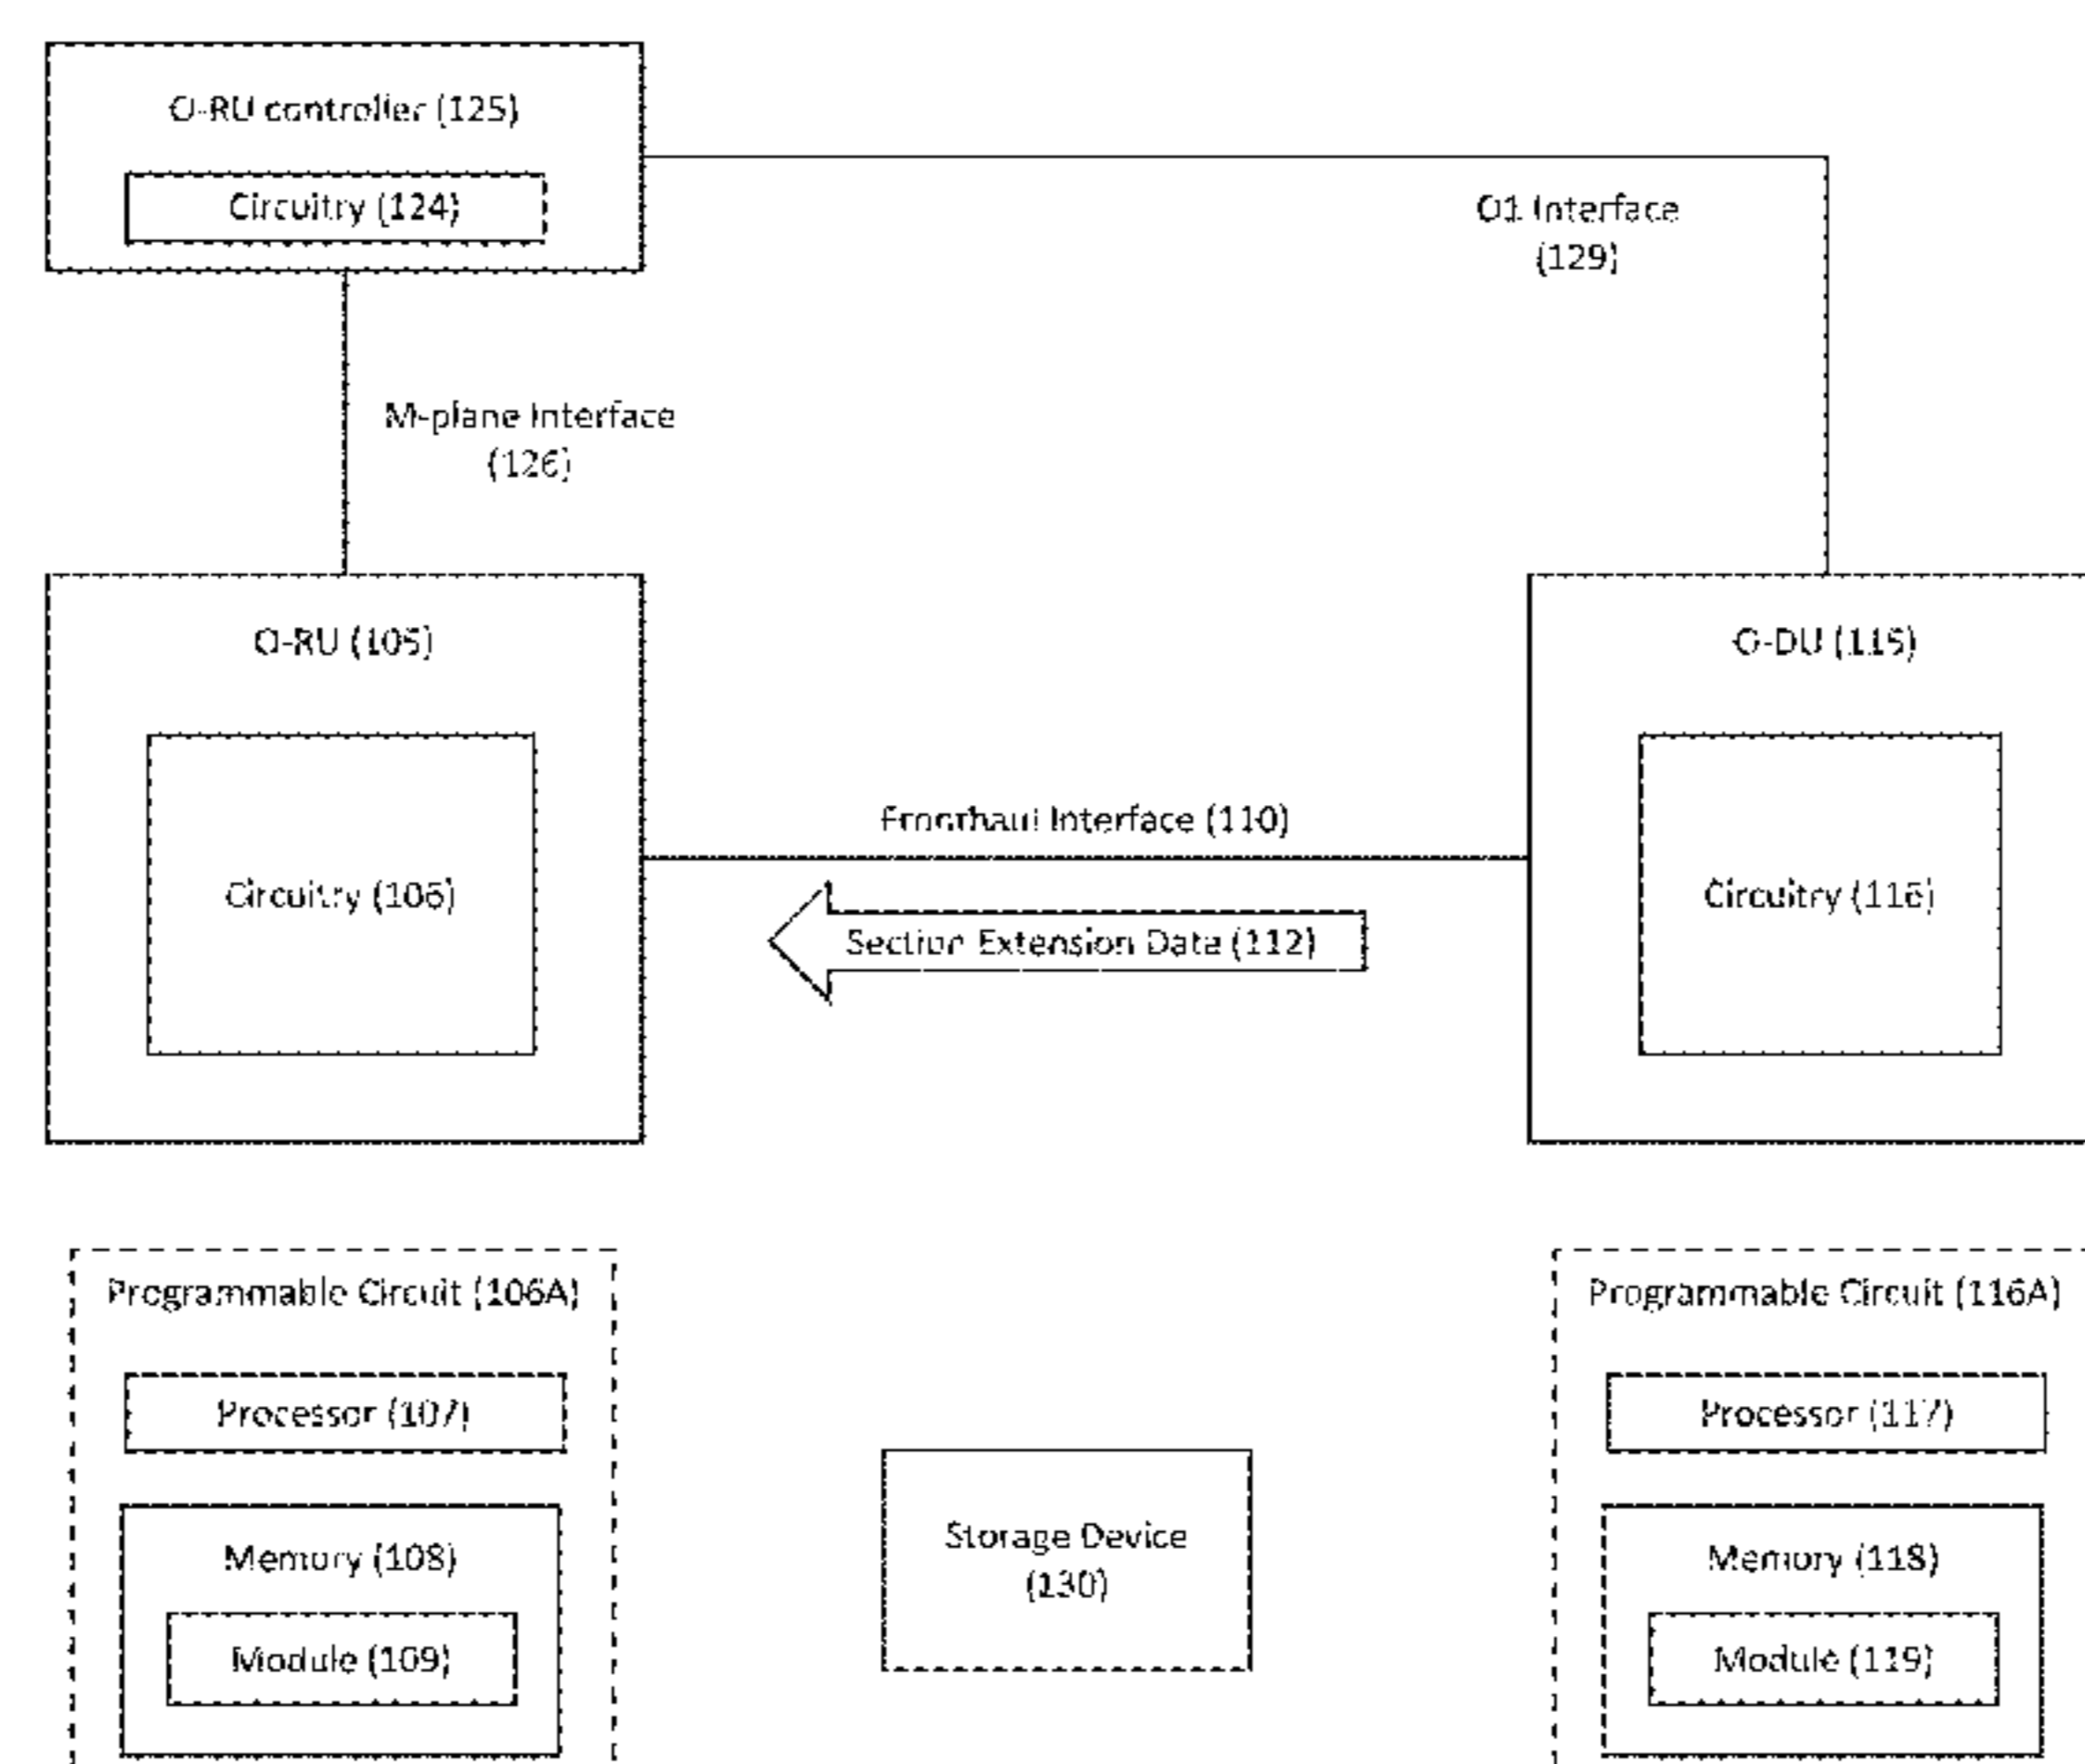 O-RU controller (125)
Circuitry (124)
O1 Interface
(129)
M-plane Interface
(126)
O-RU (105)
O-DU (115)
Fronthaul Interface (110)
Circuitry (106)
Circuitry (116)
Section Extension Data (112)
Programmable Circuit (106A)
Programmable Circuit (116A)
Processor (107)
Processor (117)
Storage Device
(130)
Memory (108)
Memory (118)
Module (109)
Module (119)